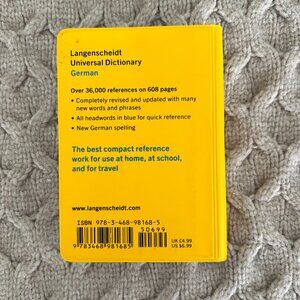 Langenscheidt
Universal Dictionary
German
Over 36,000 references on 608 pages
• Completely revised and updated with many
new words and phrases
• All headwords in blue for quick reference
• New German spelling
The best compact reference
work for use at home, at school,
and for travel
www.langenscheidt.com
ISBN 978-3-468-98168-5
50699
9783468981685
UK £4.99
US $6.99